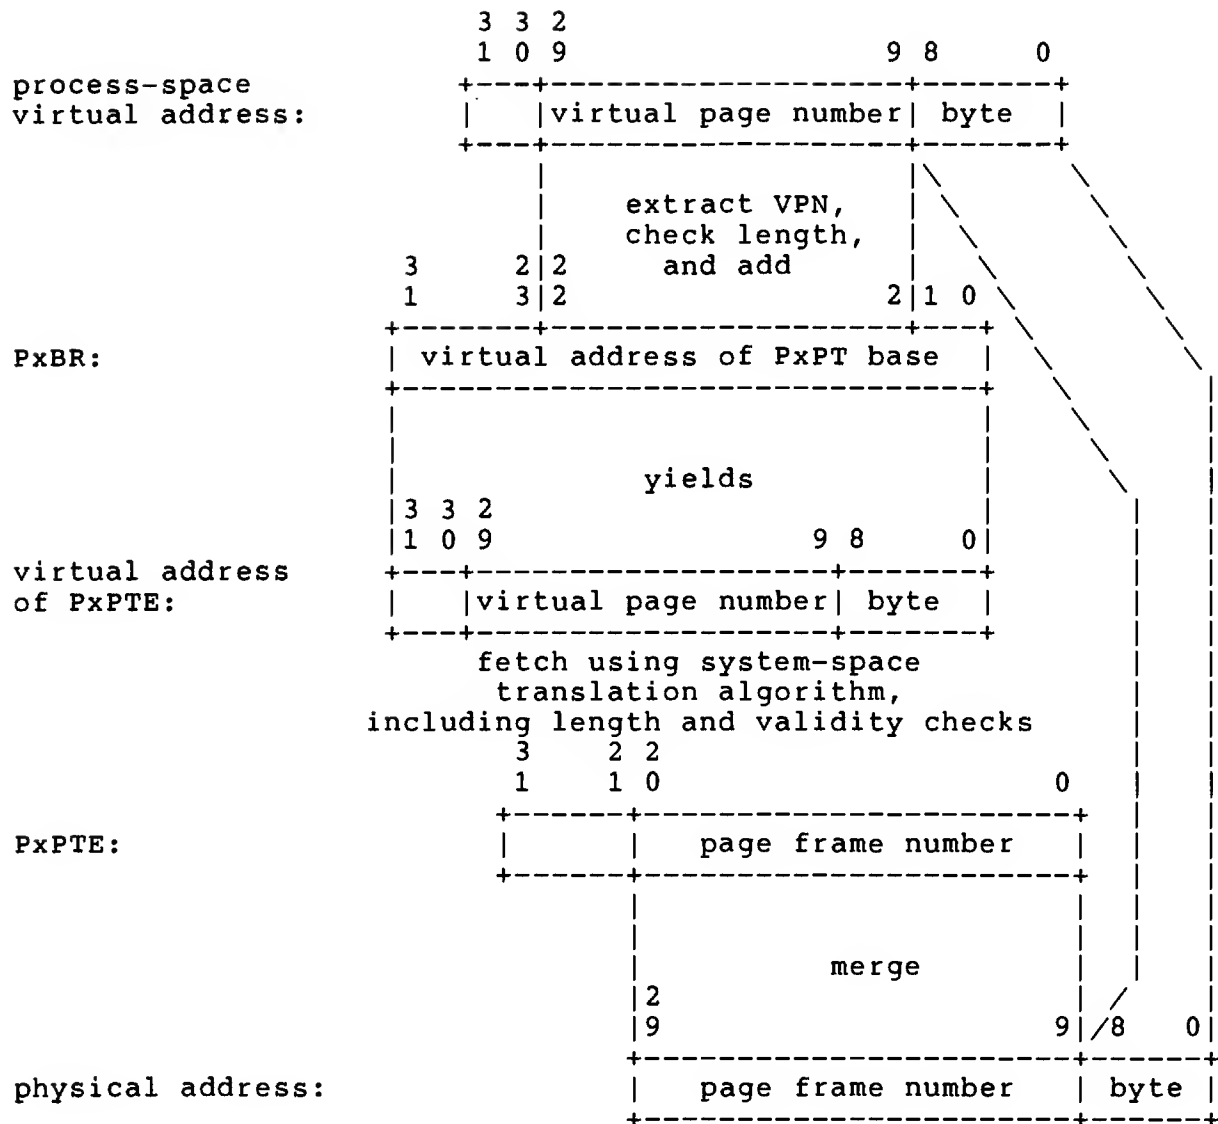 3 3 2
1 0 9 9 8 0
process-space
virtual address: | |virtual page number| byte |
extract VPN,
check length,
3 2|2 and add
1 3|2 2|1 0
PxBR: | virtual address of PxPT base |
yields
3 3 2
1 0 9 9 8 0
virtual address
of PxPTE: | |virtual page number| byte |
fetch using system-space
translation algorithm,
including length and validity checks
3 2 2
1 1 0 0
PxPTE: | | page frame number |
merge
2
9 9 8 0
physical address: | page frame number | byte |